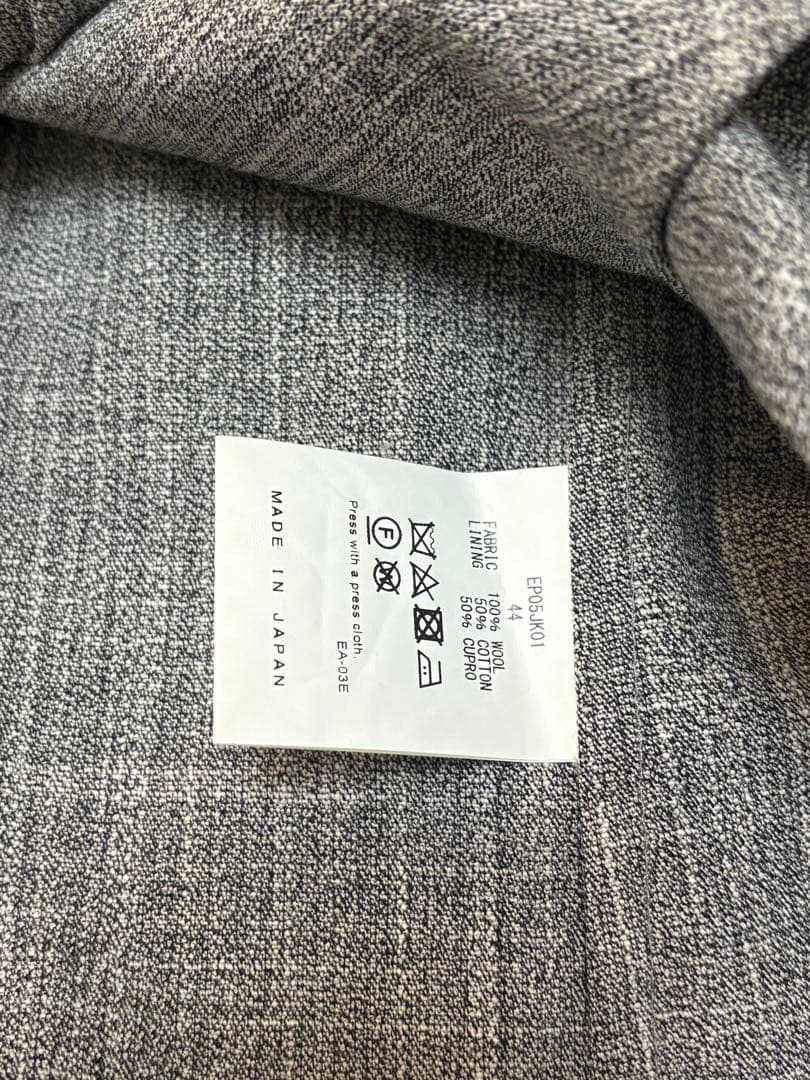 EP05JK01
44
FABRIC 100% WOOL
LINING 50% COTTON
50% CUPRO
F W
Press with a press cloth.
EA-03E
MADE IN JAPAN